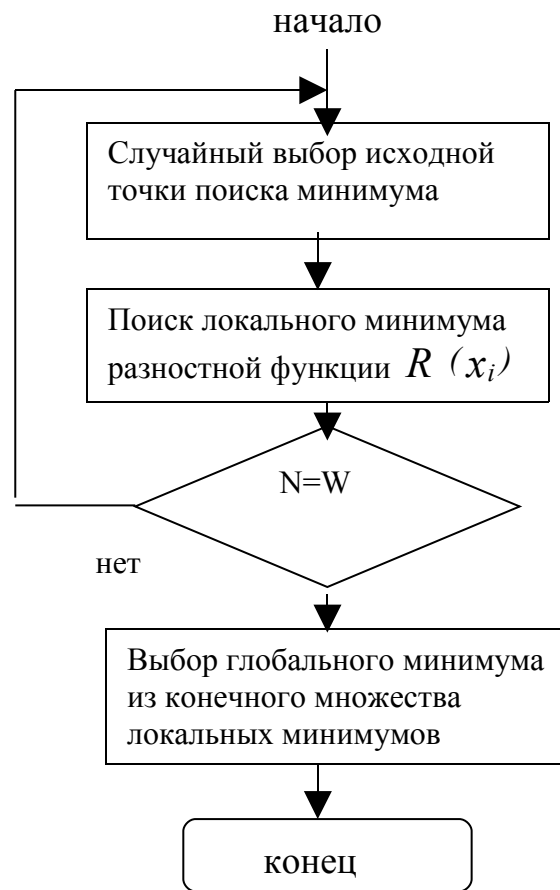 начало
Случайный выбор исходной
точки поиска минимума
Поиск локального минимума
разностной функции R (xᵢ)
N=W
нет
Выбор глобального минимума
из конечного множества
локальных минимумов
конец